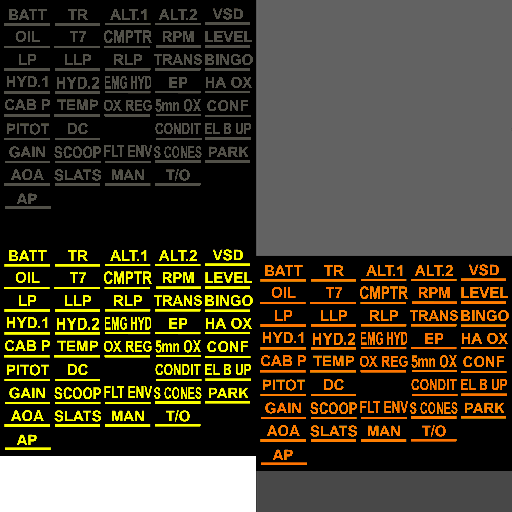 BATT TR ALT.1 ALT.2 VSD
OIL T7 CMPTR RPM LEVEL
LP LLP RLP TRANS BINGO
HYD.1 HYD.2 EMG HYD EP HA OX
CAB P TEMP OX REG 5mn OX CONF
PITOT DC CONDIT EL B UP
GAIN SCOOP FLT ENV S CONES PARK
AOA SLATS MAN T/O
AP
BATT TR ALT.1 ALT.2 VSD
OIL T7 CMPTR RPM LEVEL
LP LLP RLP TRANS BINGO
HYD.1 HYD.2 EMG HYD EP HA OX
CAB P TEMP OX REG 5mn OX CONF
PITOT DC CONDIT EL B UP
GAIN SCOOP FLT ENV S CONES PARK
AOA SLATS MAN T/O
AP
BATT TR ALT.1 ALT.2 VSD
OIL T7 CMPTR RPM LEVEL
LP LLP RLP TRANS BINGO
HYD.1 HYD.2 EMG HYD EP HA OX
CAB P TEMP OX REG 5mn OX CONF
PITOT DC CONDIT EL B UP
GAIN SCOOP FLT ENV S CONES PARK
AOA SLATS MAN T/O
AP